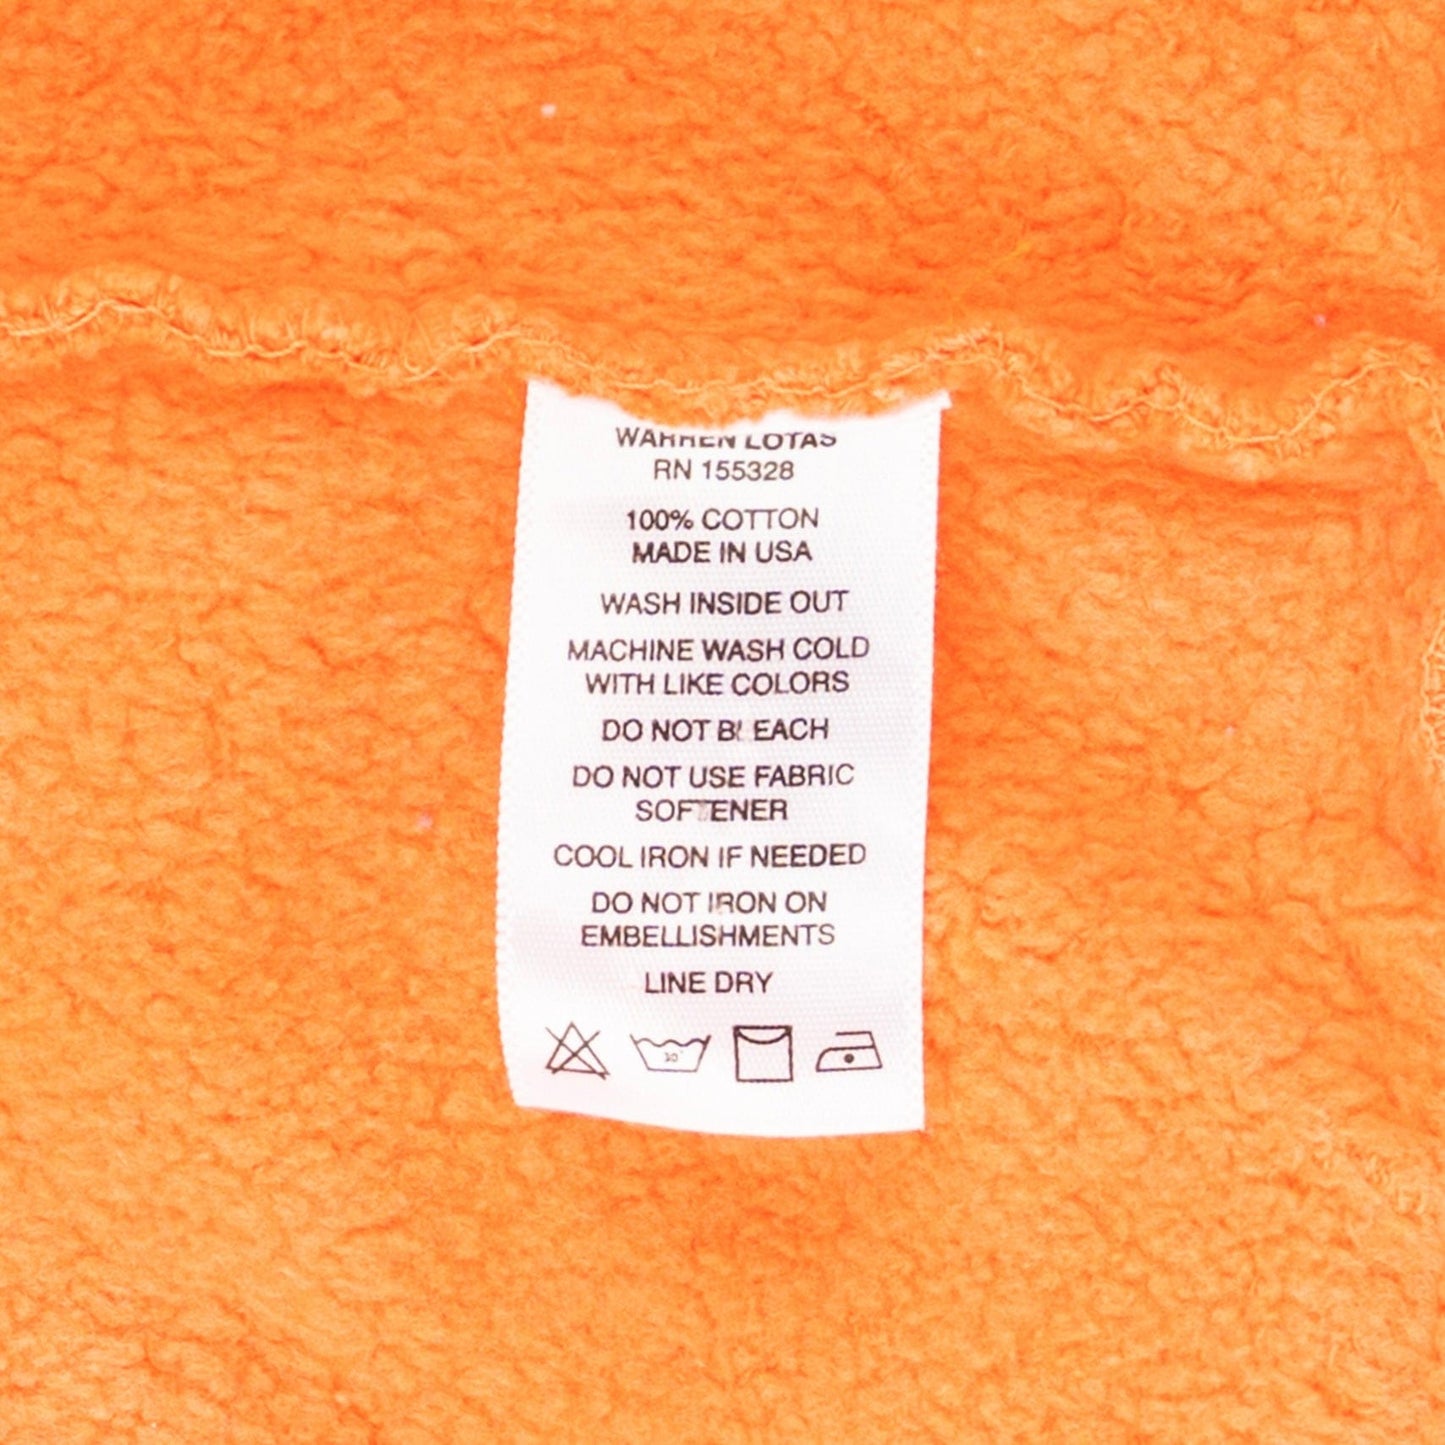 WARREN LOTAS
RN 155328
100% COTTON
MADE IN USA
WASH INSIDE OUT
MACHINE WASH COLD
WITH LIKE COLORS
DO NOT BLEACH
DO NOT USE FABRIC
SOFTENER
COOL IRON IF NEEDED
DO NOT IRON ON
EMBELLISHMENTS
LINE DRY
30°